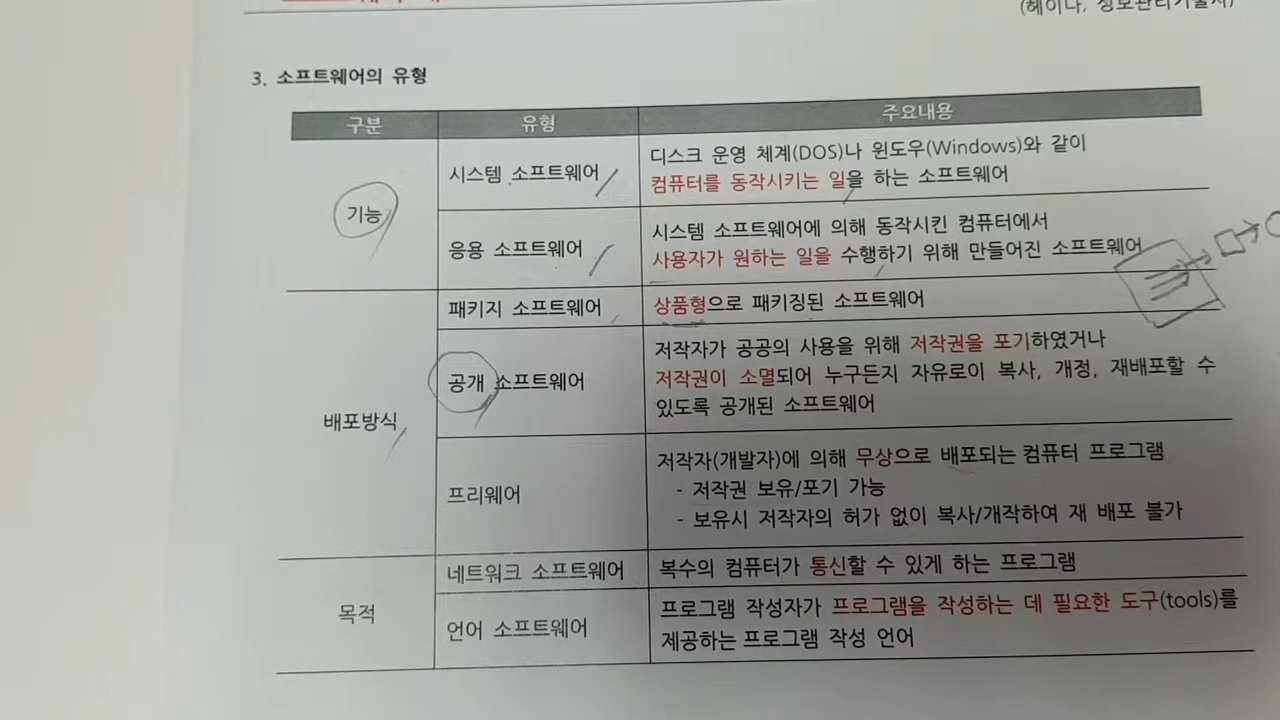 (헤이나, 정보관리기술사)
3. 소프트웨어의 유형
구분 유형 주요내용
기능
시스템 소프트웨어
디스크 운영 체계(DOS)나 윈도우(Windows)와 같이
컴퓨터를 동작시키는 일을 하는 소프트웨어
응용 소프트웨어
시스템 소프트웨어에 의해 동작시킨 컴퓨터에서
사용자가 원하는 일을 수행하기 위해 만들어진 소프트웨어
배포방식
패키지 소프트웨어
상품형으로 패키징된 소프트웨어
공개 소프트웨어
저작자가 공공의 사용을 위해 저작권을 포기하였거나
저작권이 소멸되어 누구든지 자유로이 복사, 개정, 재배포할 수
있도록 공개된 소프트웨어
프리웨어
저작자(개발자)에 의해 무상으로 배포되는 컴퓨터 프로그램
- 저작권 보유/포기 가능
- 보유시 저작자의 허가 없이 복사/개작하여 재 배포 불가
목적
네트워크 소프트웨어
복수의 컴퓨터가 통신할 수 있게 하는 프로그램
언어 소프트웨어
프로그램 작성자가 프로그램을 작성하는 데 필요한 도구(tools)를
제공하는 프로그램 작성 언어